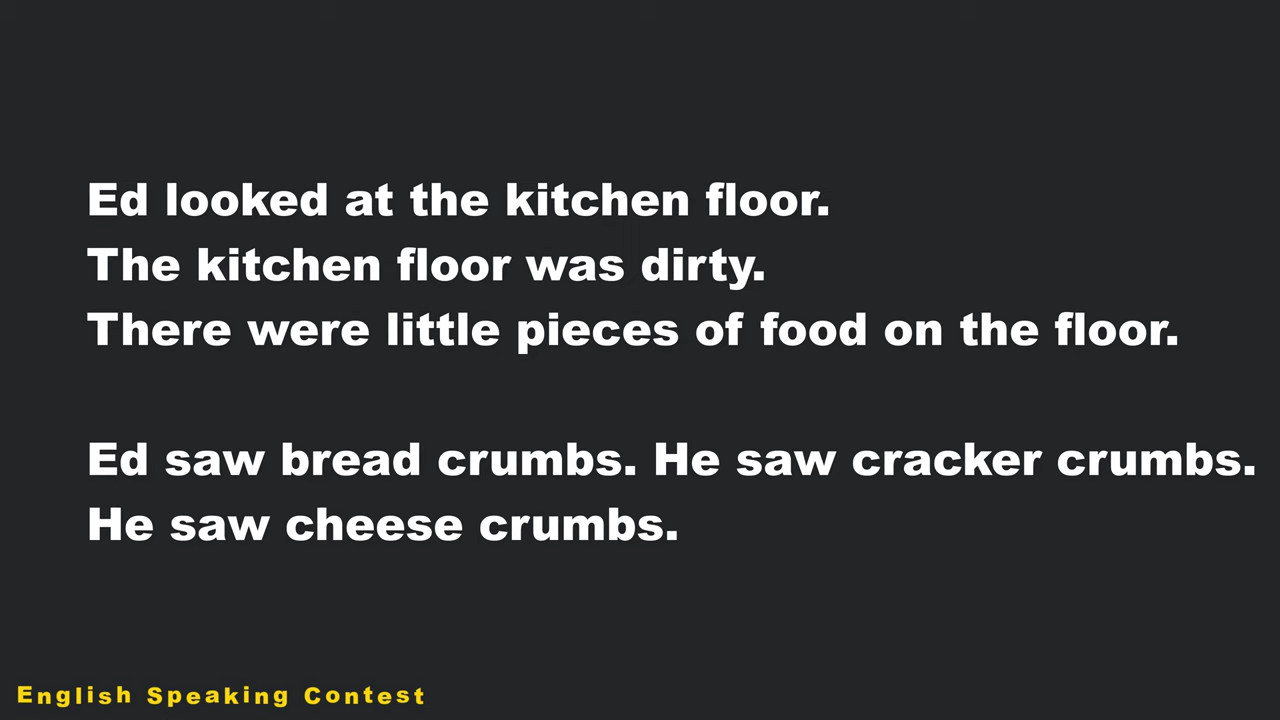 Ed looked at the kitchen floor.
The kitchen floor was dirty.
There were little pieces of food on the floor.
Ed saw bread crumbs. He saw cracker crumbs.
He saw cheese crumbs.
English Speaking Contest